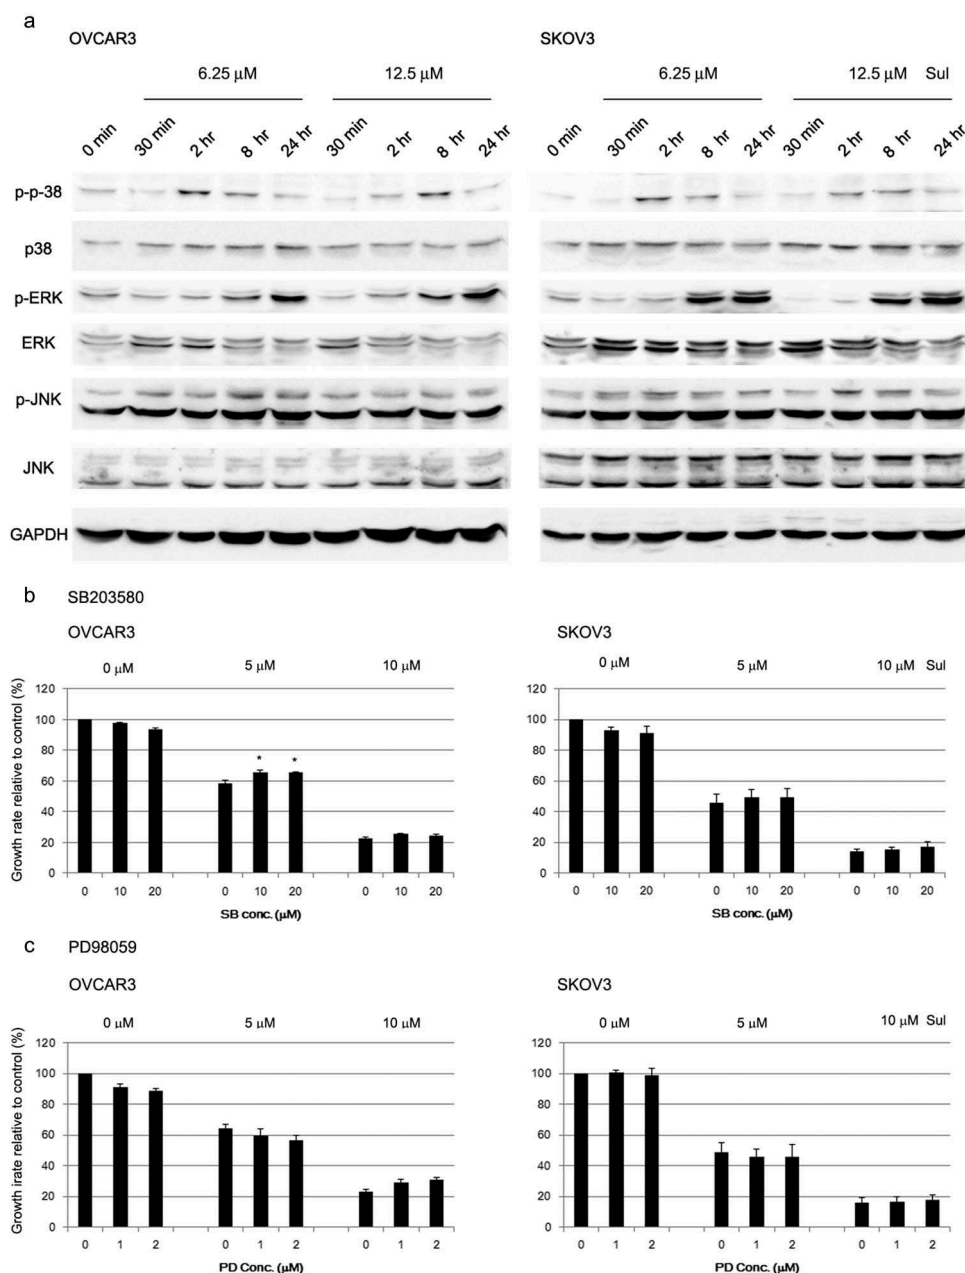 a
OVCAR3
SKOV3
6.25 µM 12.5 µM
6.25 µM 12.5 µM Sul
0 min 30 min 2 hr 8 hr 24 hr 30 min 2 hr 8 hr 24 hr
0 min 30 min 2 hr 8 hr 24 hr 30 min 2 hr 8 hr 24 hr
p-p-38
p38
p-ERK
ERK
p-JNK
JNK
GAPDH
b SB203580
OVCAR3
0 µM 5 µM 10 µM
Growth rate relative to control (%)
120
100
80
60
40
20
0
* *
0 10 20 0 10 20 0 10 20
SB conc. (µM)
SKOV3
0 µM 5 µM 10 µM Sul
120
100
80
60
40
20
0
0 10 20 0 10 20 0 10 20
SB conc. (µM)
c PD98059
OVCAR3
0 µM 5 µM 10 µM
Growth irate relative to control (%)
120
100
80
60
40
20
0
0 1 2 0 1 2 0 1 2
PD Conc. (µM)
SKOV3
0 µM 5 µM 10 µM Sul
120
100
80
60
40
20
0
0 1 2 0 1 2 0 1 2
PD Conc. (µM)